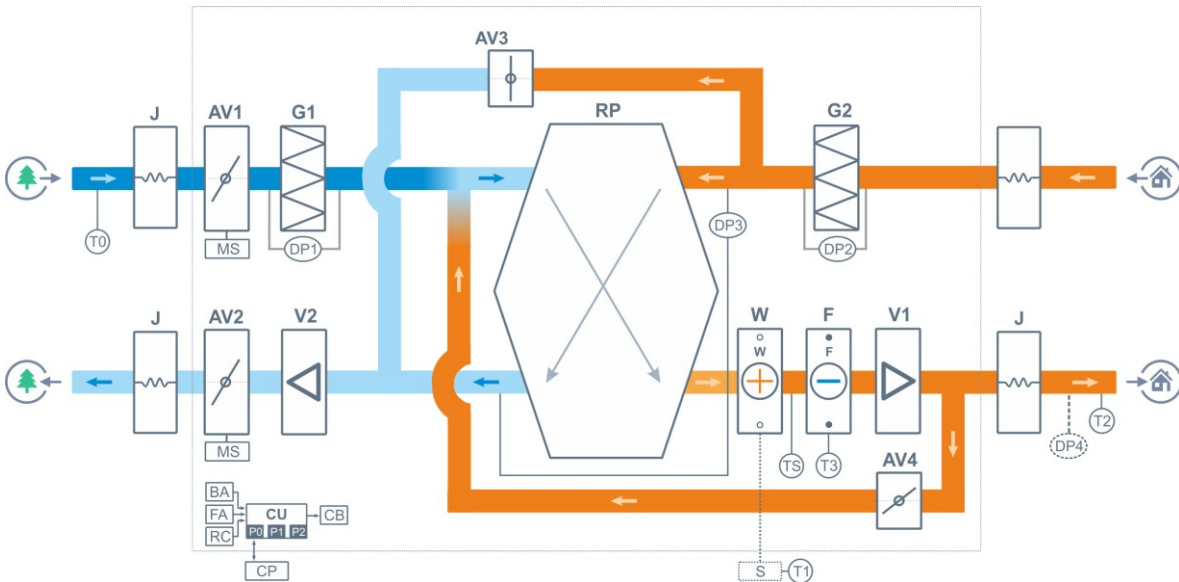 AV3
J
AV1
G1
RP
G2
T0
MS
DP1
DP3
DP2
J
AV2
V2
W
F
V1
J
W
F
MS
TS
T3
DP4
T2
AV4
BA
FA
RC
CU
P0 P1 P2
CB
CP
S
T1